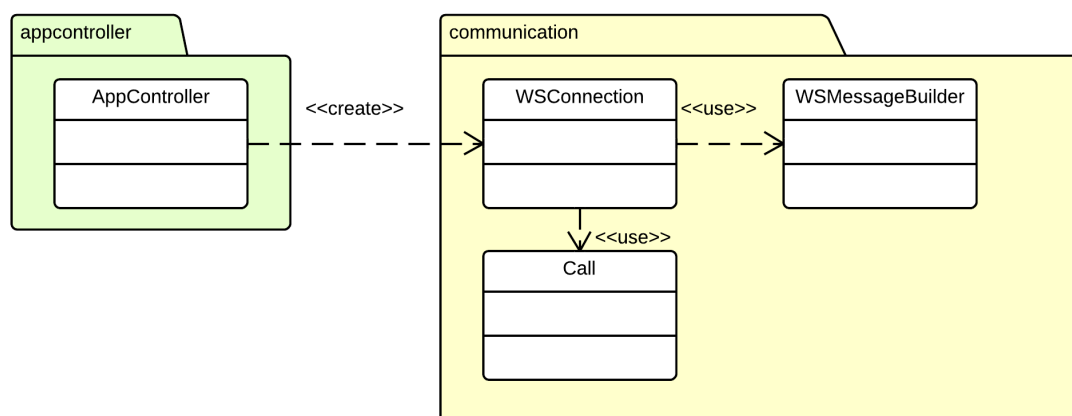 appcontroller
communication
AppController
<<create>>
WSConnection
<<use>>
WSMessageBuilder
<<use>>
Call